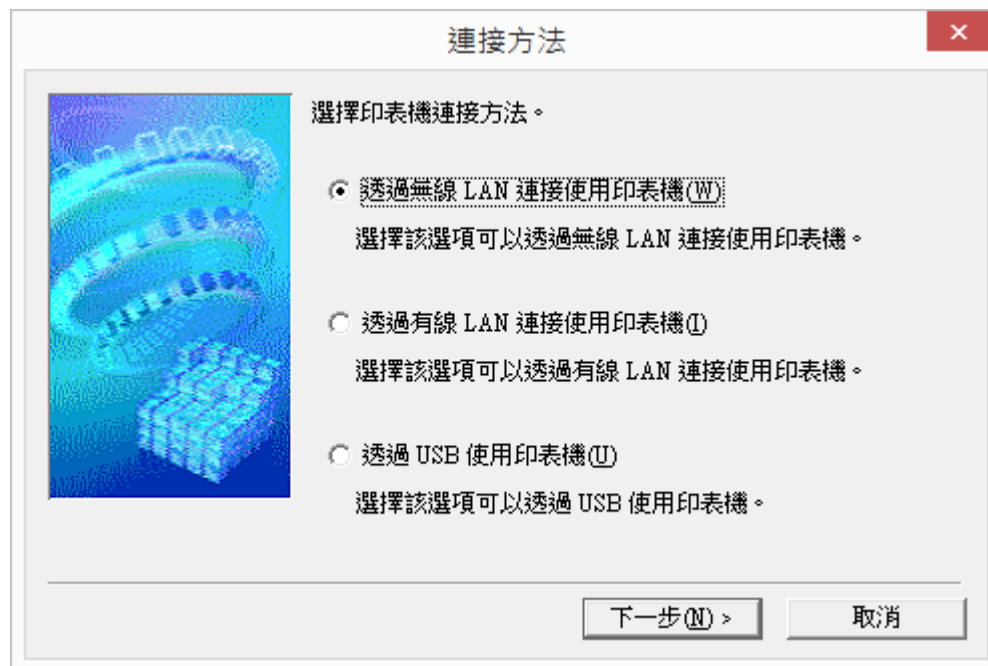 連接方法
選擇印表機連接方法。
透過無線 LAN 連接使用印表機(W)
選擇該選項可以透過無線 LAN 連接使用印表機。
透過有線 LAN 連接使用印表機(I)
選擇該選項可以透過有線 LAN 連接使用印表機。
透過 USB 使用印表機(U)
選擇該選項可以透過 USB 使用印表機。
下一步(N) >
取消